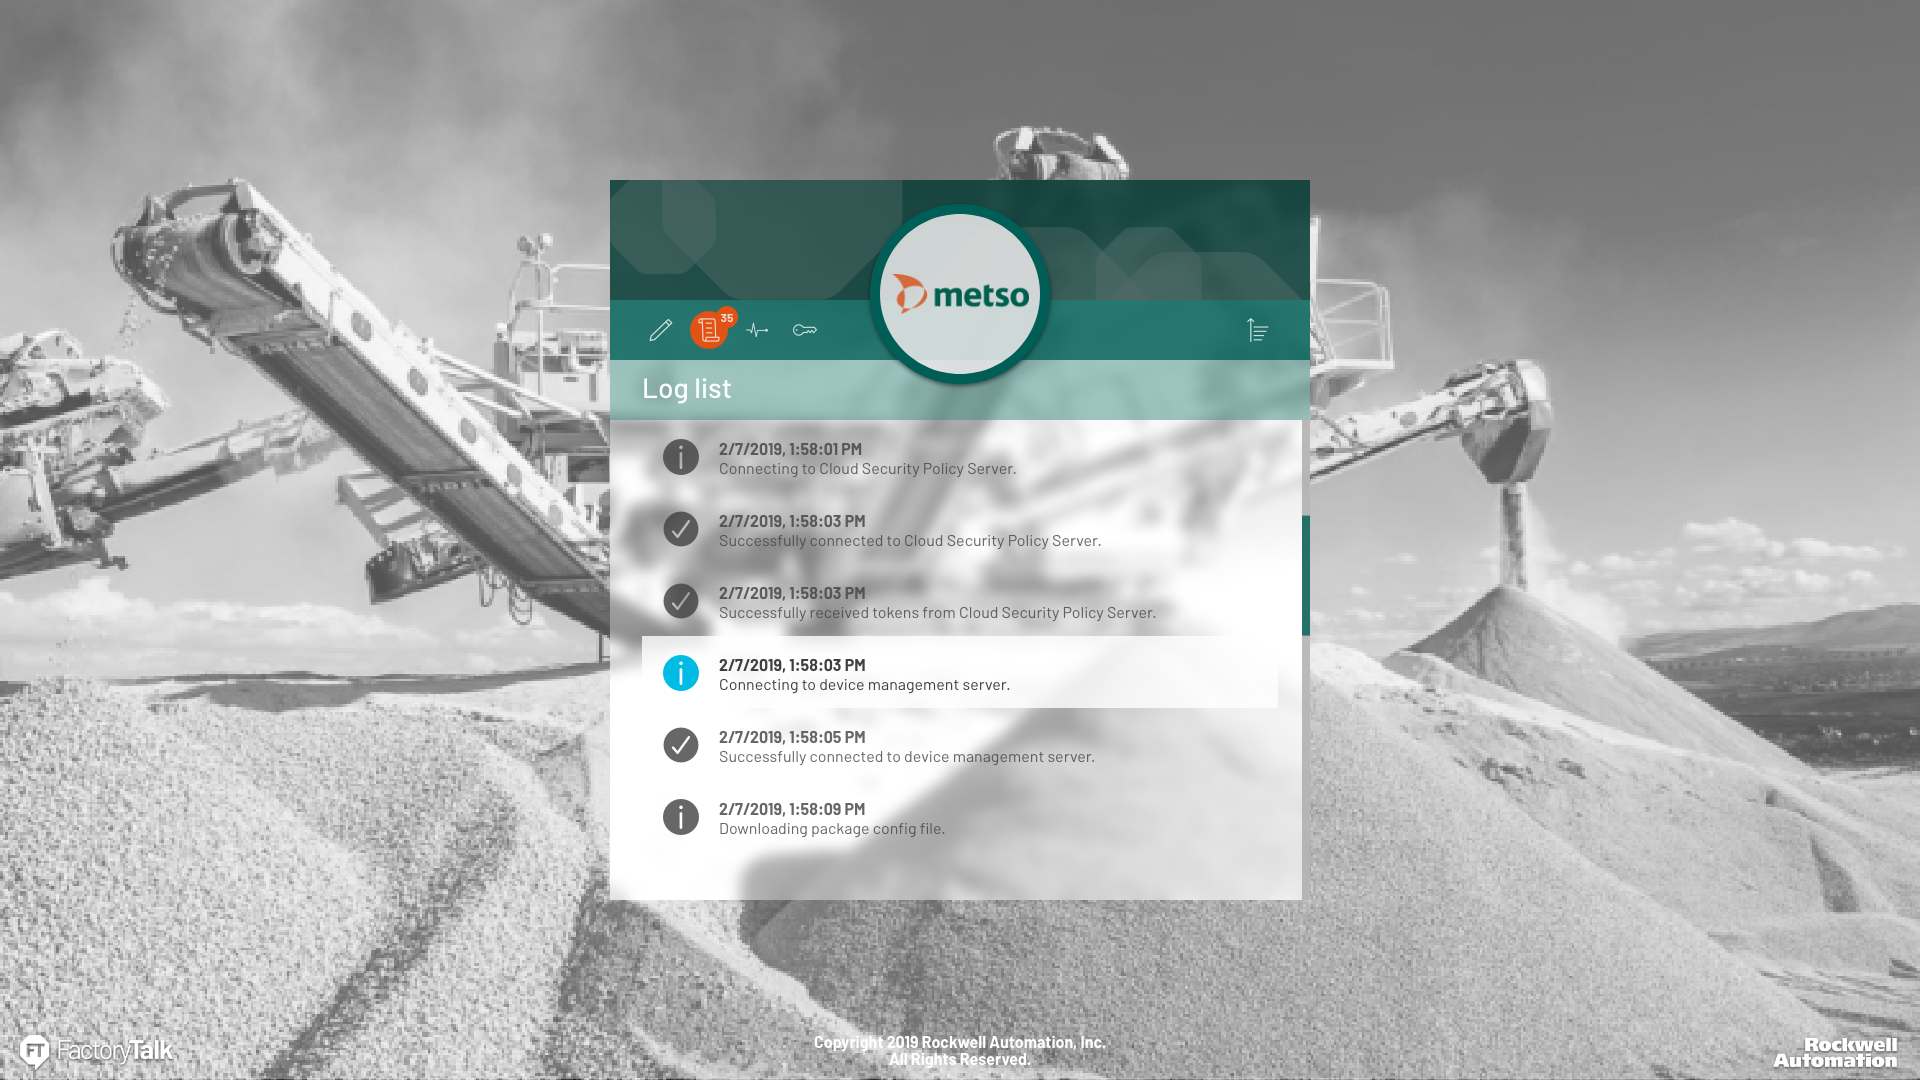 metso
35
Log list
2/7/2019, 1:58:01 PM
Connecting to Cloud Security Policy Server.
2/7/2019, 1:58:03 PM
Successfully connected to Cloud Security Policy Server.
2/7/2019, 1:58:03 PM
Successfully received tokens from Cloud Security Policy Server.
2/7/2019, 1:58:03 PM
Connecting to device management server.
2/7/2019, 1:58:05 PM
Successfully connected to device management server.
2/7/2019, 1:58:09 PM
Downloading package config file.
FT FactoryTalk
Copyright 2019 Rockwell Automation, Inc.
All Rights Reserved.
Rockwell
Automation